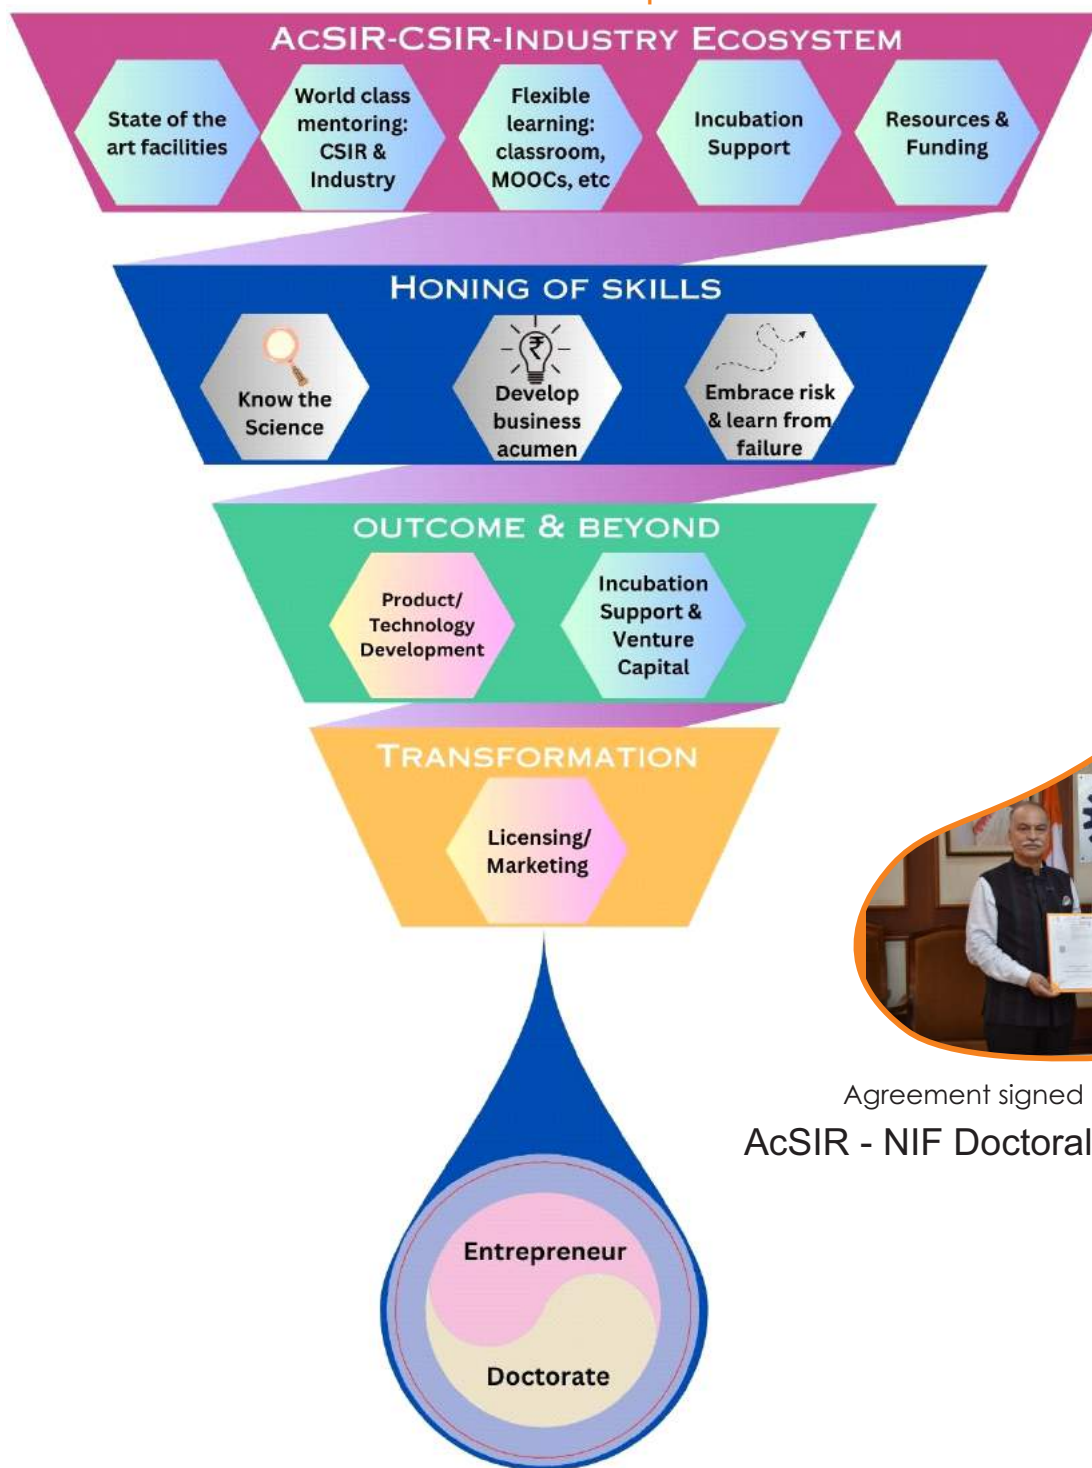 AcSIR-CSIR-Industry Ecosystem
State of the
art facilities
World class
mentoring:
CSIR &
Industry
Flexible
learning:
classroom,
MOOCs, etc
Incubation
Support
Resources &
Funding
Honing of skills
Know the
Science
₹
Develop
business
acumen
Embrace risk
& learn from
failure
outcome & beyond
Product/
Technology
Development
Incubation
Support &
Venture
Capital
Transformation
Licensing/
Marketing
Agreement signed
AcSIR - NIF Doctoral
Entrepreneur
Doctorate